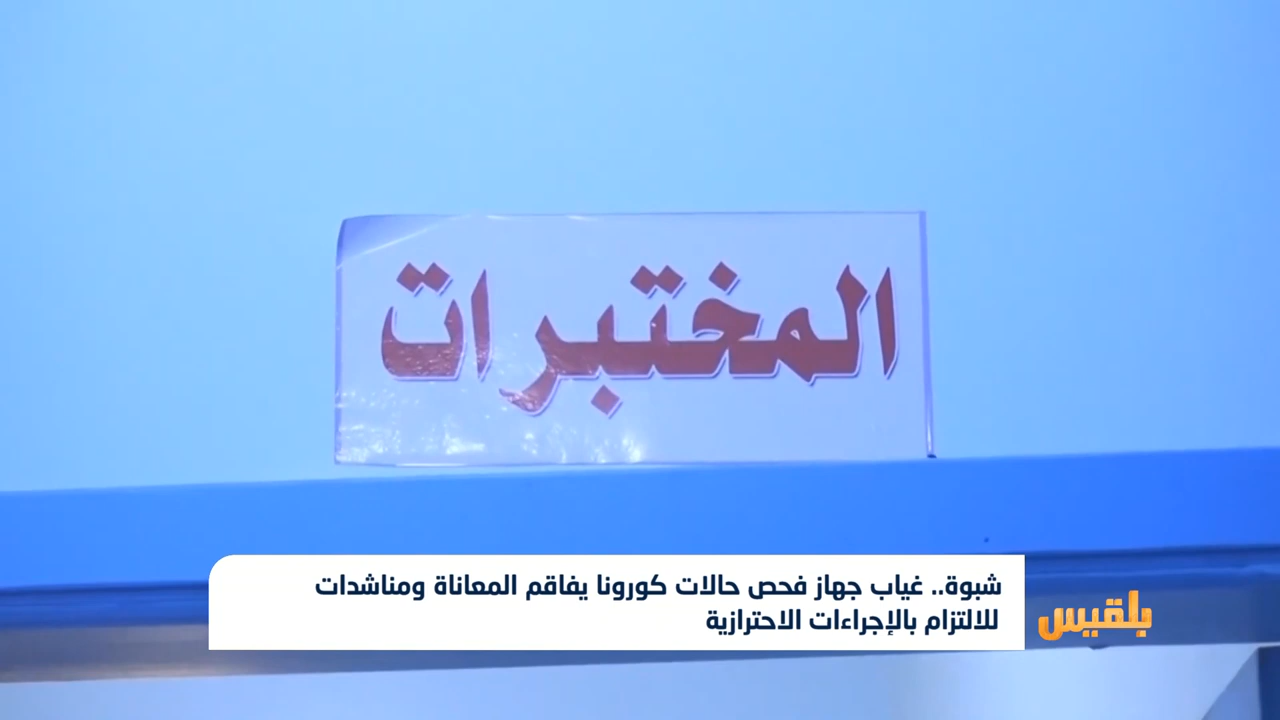 المختبرات
شبوة.. غياب جهاز فحص حالات كورونا يفاقم المعاناة ومناشدات
للالتزام بالإجراءات الاحترازية
بلقيس